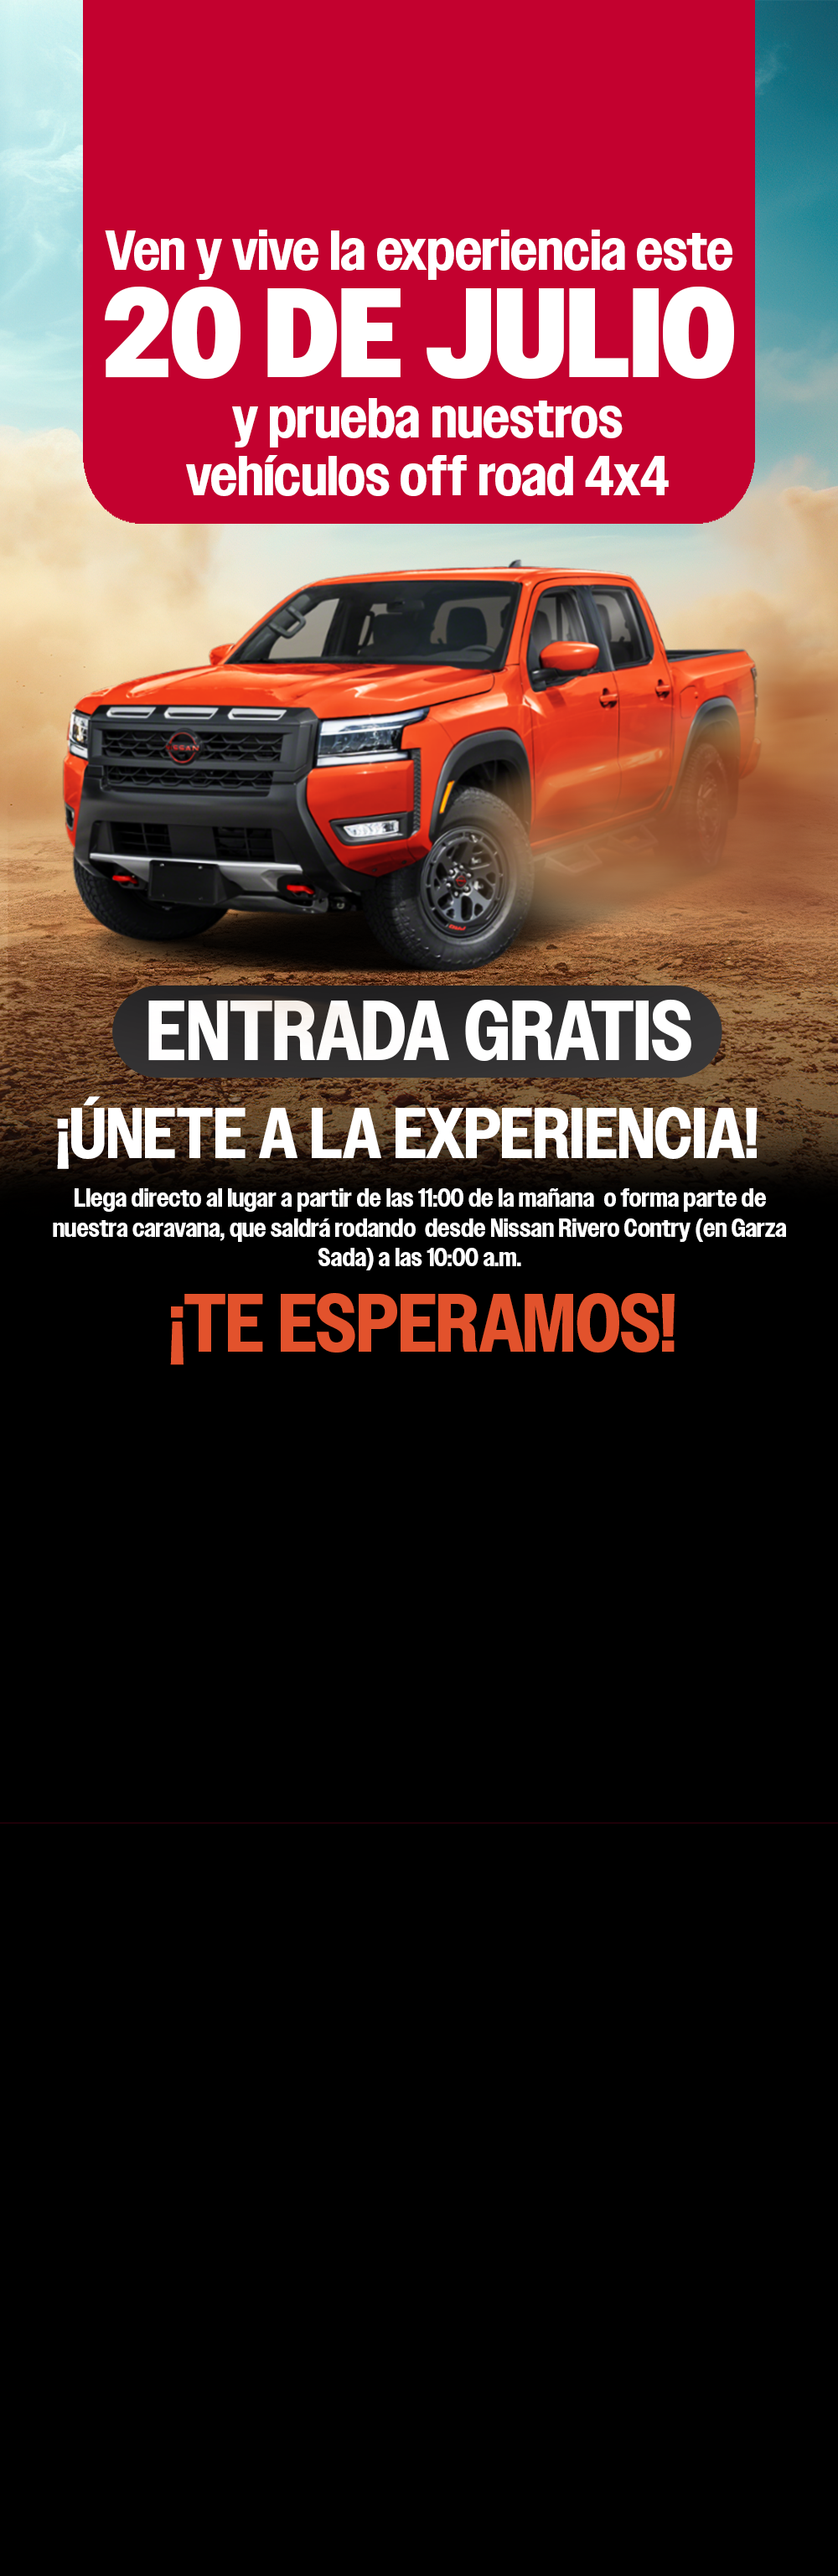 Ven y vive la experiencia este
20 DE JULIO
y prueba nuestros
vehículos off road 4x4
NISSAN
ENTRADA GRATIS
¡ÚNETE A LA EXPERIENCIA!
Llega directo al lugar a partir de las 11:00 de la mañana o forma parte de
nuestra caravana, que saldrá rodando desde Nissan Rivero Contry (en Garza
Sada) a las 10:00 a.m.
¡TE ESPERAMOS!